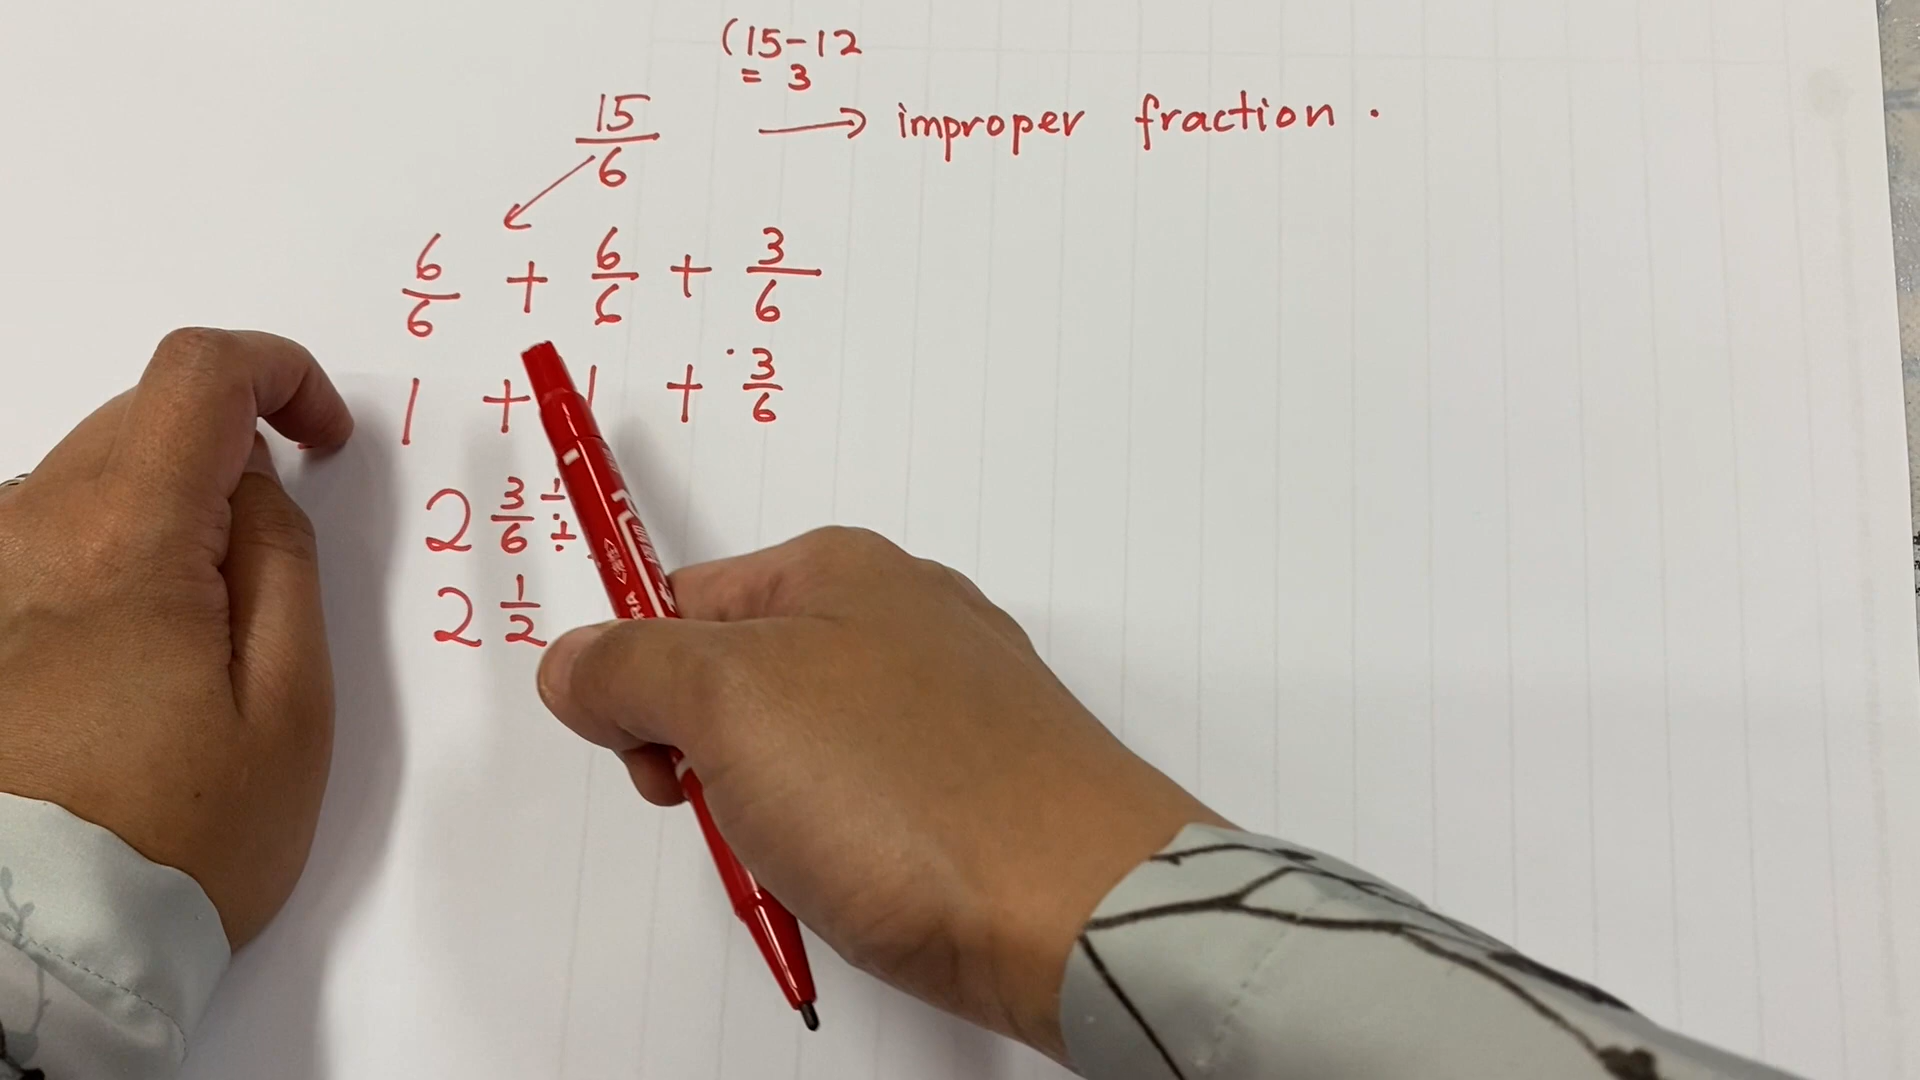 (15-12
= 3
15/6 → improper fraction .
6/6 + 6/6 + 3/6
1 + 1 + 3/6
2 3/6 ÷ ÷
2 1/2